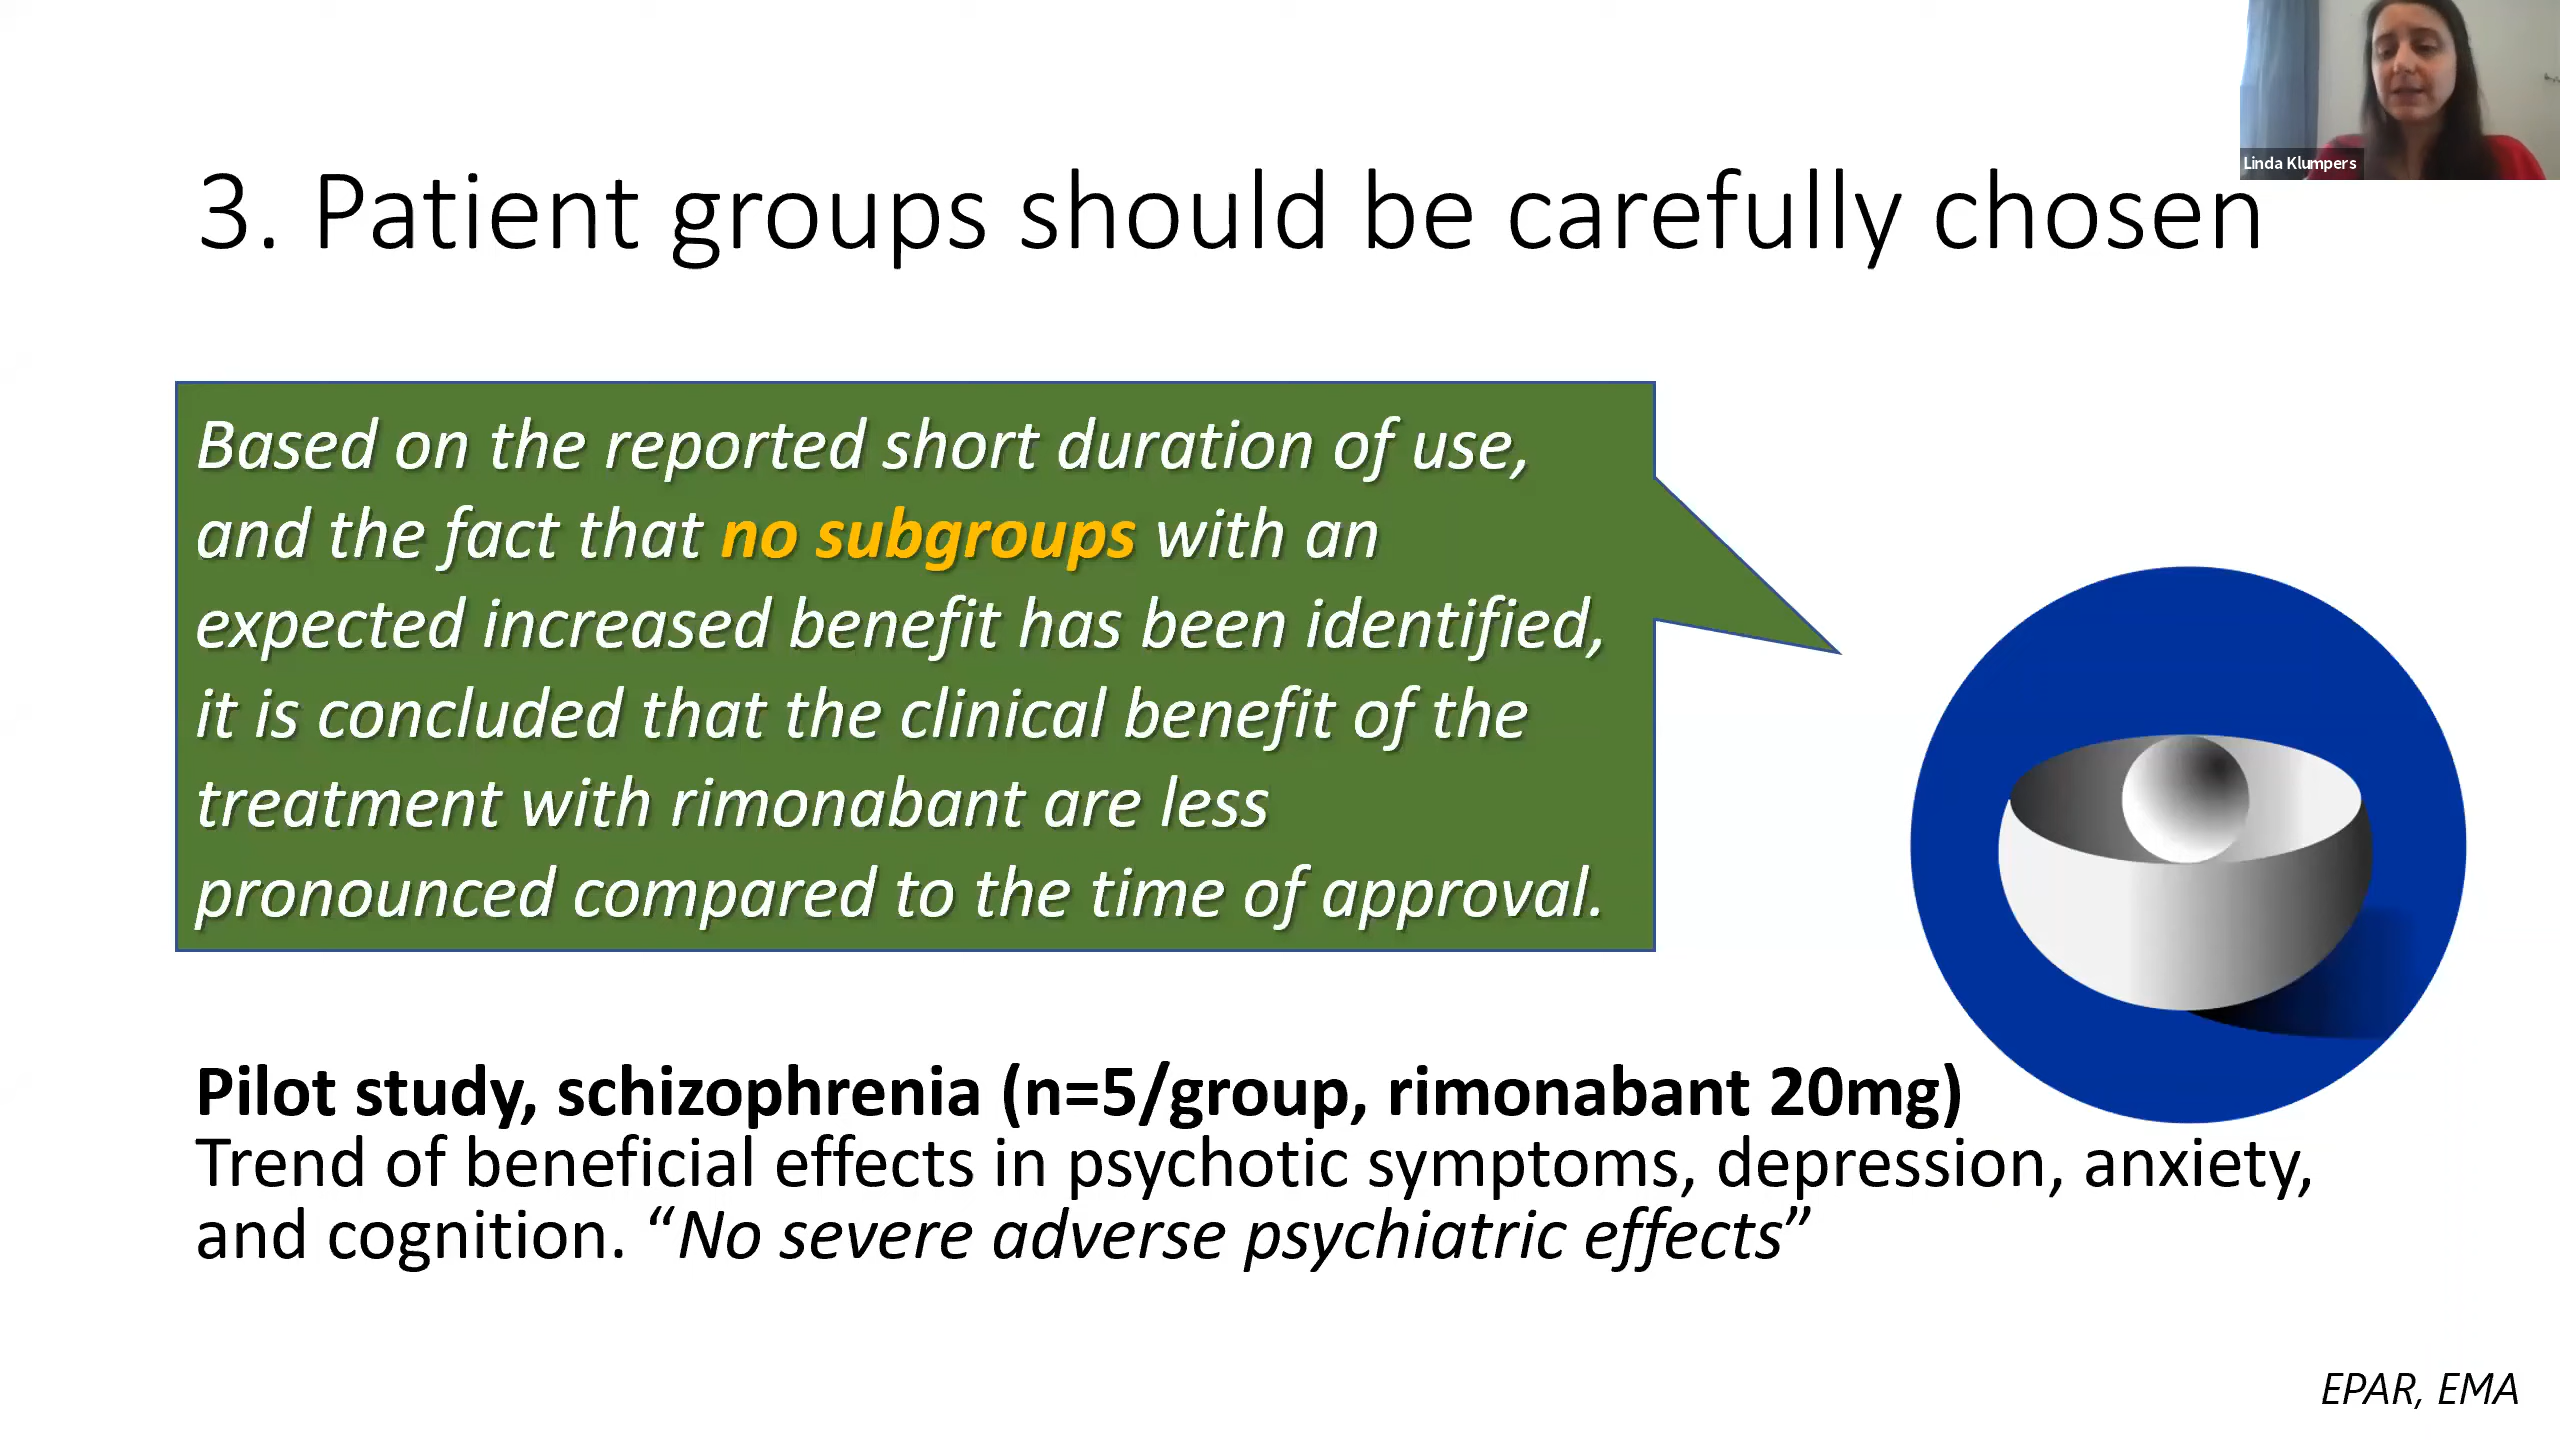 Linda Klumpers
3. Patient groups should be carefully chosen
Based on the reported short duration of use,
and the fact that no subgroups with an
expected increased benefit has been identified,
it is concluded that the clinical benefit of the
treatment with rimonabant are less
pronounced compared to the time of approval.
Pilot study, schizophrenia (n=5/group, rimonabant 20mg)
Trend of beneficial effects in psychotic symptoms, depression, anxiety,
and cognition. “No severe adverse psychiatric effects”
EPAR, EMA